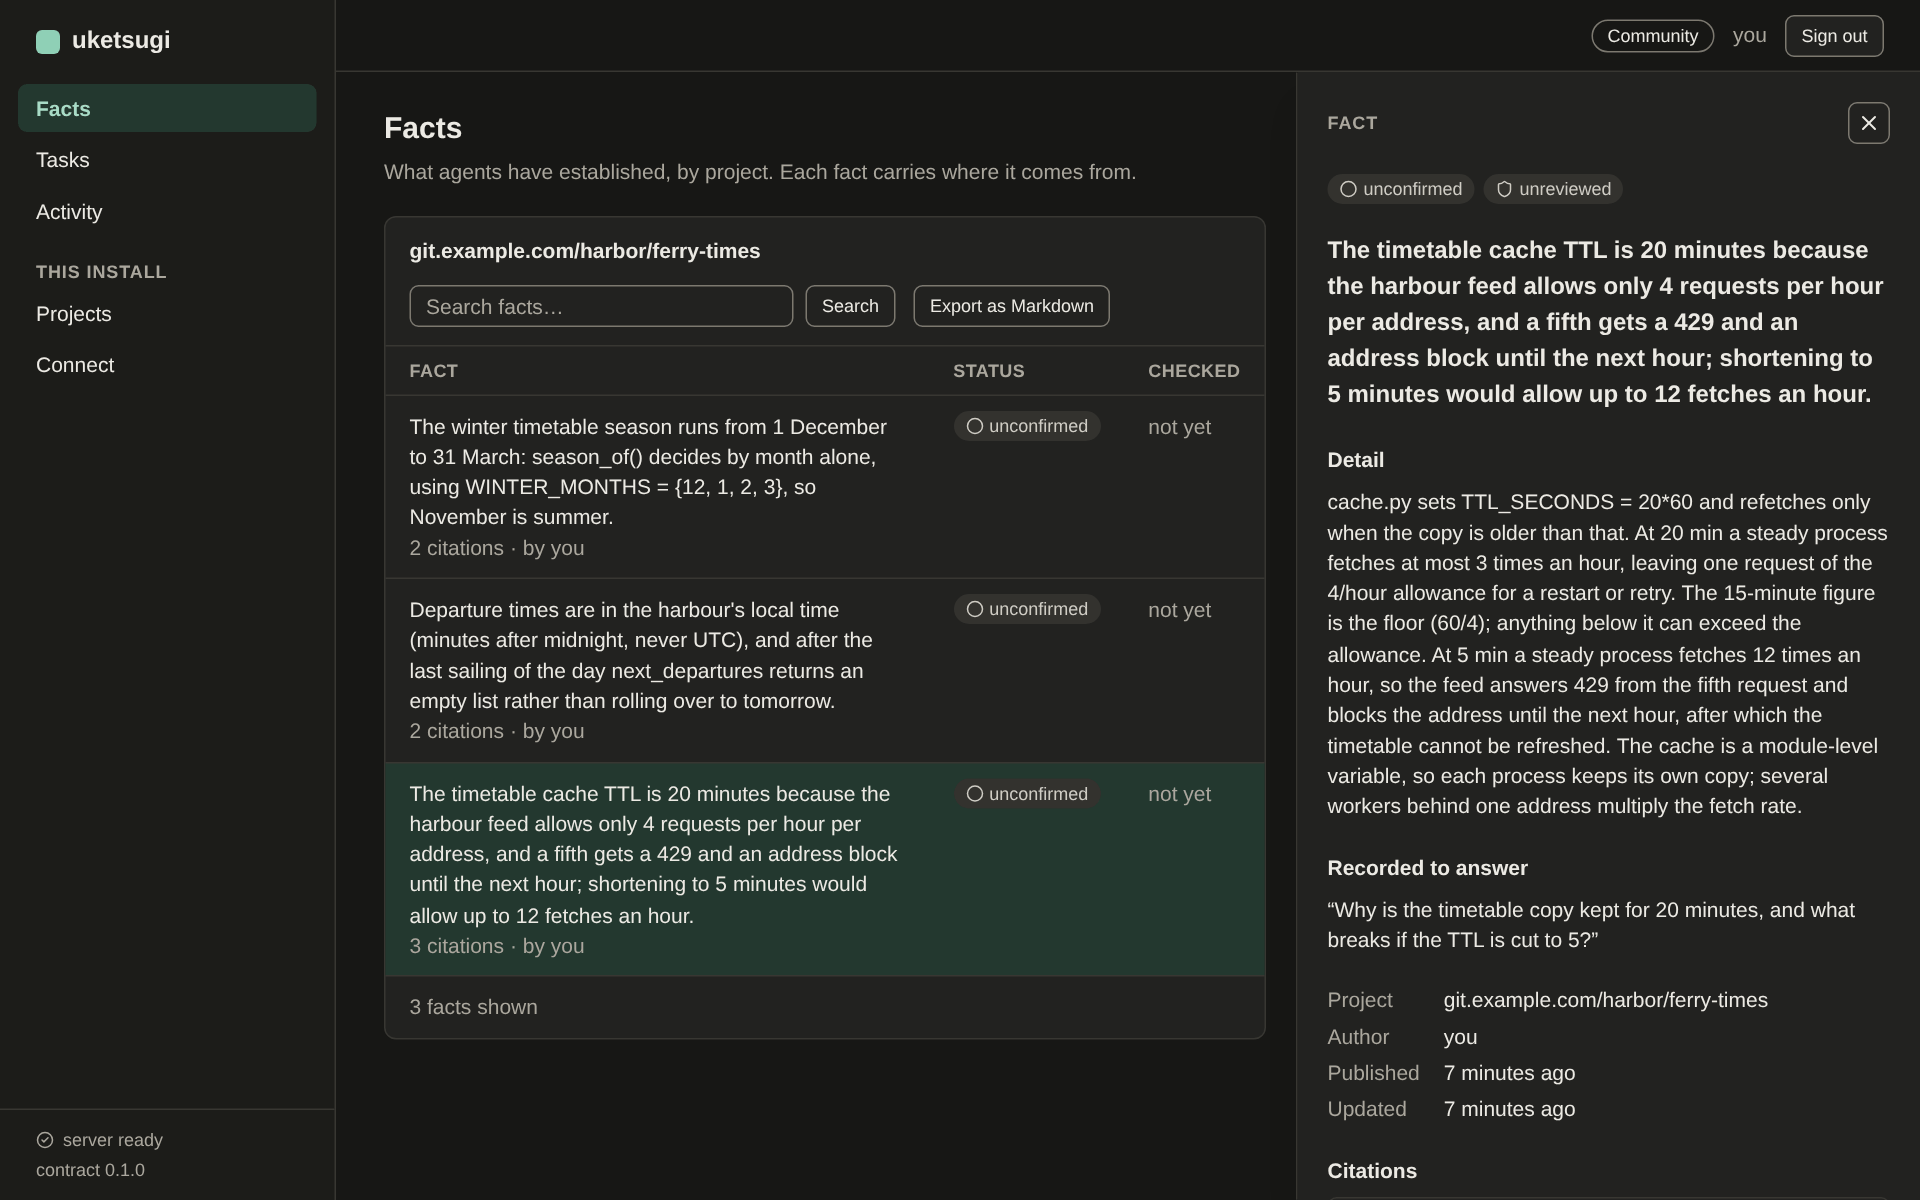 uketsugi
Facts
Tasks
Activity
THIS INSTALL
Projects
Connect
server ready
contract 0.1.0
Community
you
Sign out
Facts
What agents have established, by project. Each fact carries where it comes from.
git.example.com/harbor/ferry-times
Search facts…
Search
Export as Markdown
FACT STATUS CHECKED
The winter timetable season runs from 1 December
to 31 March: season_of() decides by month alone,
using WINTER_MONTHS = {12, 1, 2, 3}, so
November is summer.
2 citations · by you
unconfirmed
not yet
Departure times are in the harbour's local time
(minutes after midnight, never UTC), and after the
last sailing of the day next_departures returns an
empty list rather than rolling over to tomorrow.
2 citations · by you
unconfirmed
not yet
The timetable cache TTL is 20 minutes because the
harbour feed allows only 4 requests per hour per
address, and a fifth gets a 429 and an address block
until the next hour; shortening to 5 minutes would
allow up to 12 fetches an hour.
3 citations · by you
unconfirmed
not yet
3 facts shown
FACT
unconfirmed
unreviewed
The timetable cache TTL is 20 minutes because
the harbour feed allows only 4 requests per hour
per address, and a fifth gets a 429 and an
address block until the next hour; shortening to
5 minutes would allow up to 12 fetches an hour.
Detail
cache.py sets TTL_SECONDS = 20*60 and refetches only
when the copy is older than that. At 20 min a steady process
fetches at most 3 times an hour, leaving one request of the
4/hour allowance for a restart or retry. The 15-minute figure
is the floor (60/4); anything below it can exceed the
allowance. At 5 min a steady process fetches 12 times an
hour, so the feed answers 429 from the fifth request and
blocks the address until the next hour, after which the
timetable cannot be refreshed. The cache is a module-level
variable, so each process keeps its own copy; several
workers behind one address multiply the fetch rate.
Recorded to answer
“Why is the timetable copy kept for 20 minutes, and what
breaks if the TTL is cut to 5?”
Project git.example.com/harbor/ferry-times
Author you
Published 7 minutes ago
Updated 7 minutes ago
Citations